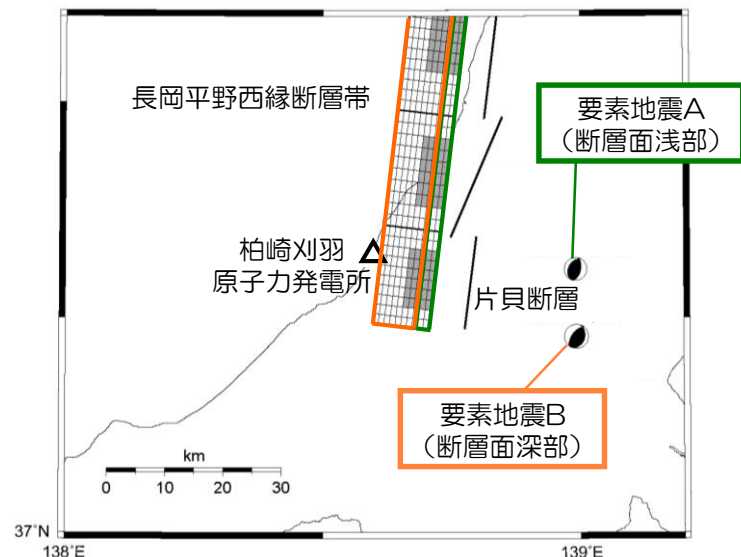 長岡平野西縁断層帯
要素地震A
（断層面浅部）
柏崎刈羽
原子力発電所
片貝断層
要素地震B
（断層面深部）
km
0 10 20 30
37°N
138°E
139°E